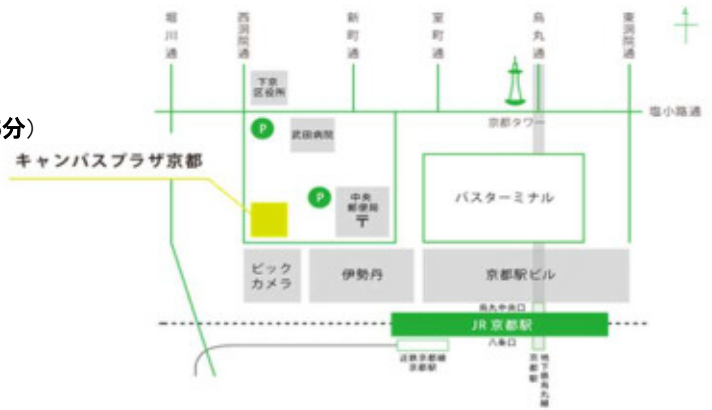 堀川通
西洞院通
新町通
室町通
烏丸通
東洞院通
下京
区役所
塩小路通
京都タワー
分）
P
武田病院
キャンパスプラザ京都
P
中央
郵便局
〒
バスターミナル
ビック
カメラ
伊勢丹
京都駅ビル
烏丸中央口
JR 京都駅
八条口
近鉄京都線
京都駅
地下鉄烏丸線
京都駅